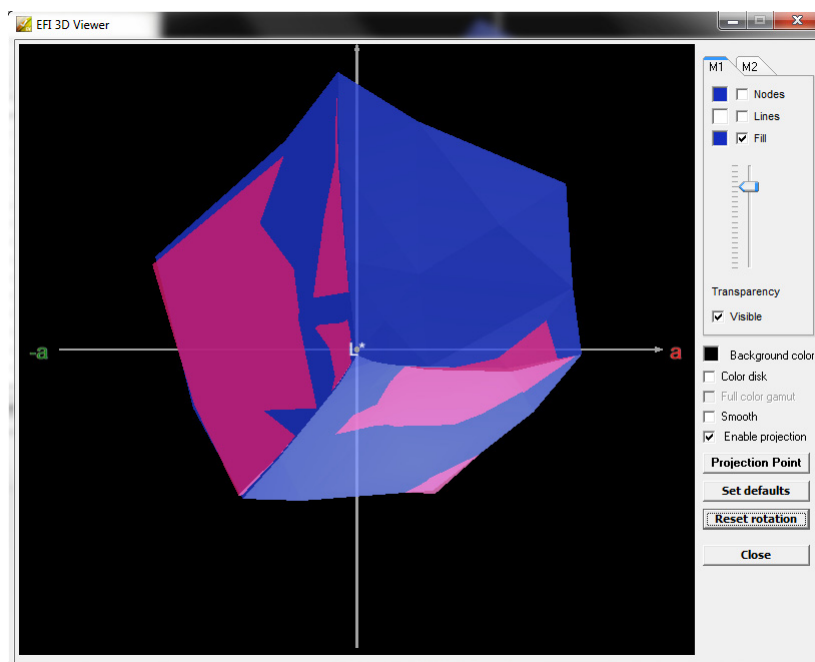 EFI 3D Viewer
M1 M2
Nodes
Lines
Fill
Transparency
Visible
Background color
Color disk
Full color gamut
Smooth
Enable projection
Projection Point
Set defaults
Reset rotation
Close
-a L* a